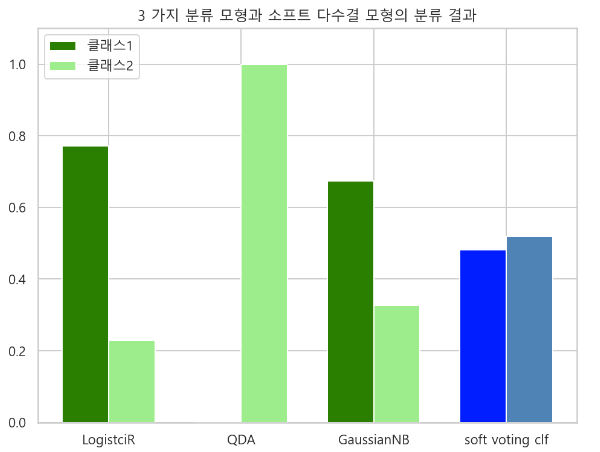 3 가지 분류 모형과 소프트 다수결 모형의 분류 결과
클래스1
클래스2
1.0
0.8
0.6
0.4
0.2
0.0
LogistciR
QDA
GaussianNB
soft voting clf